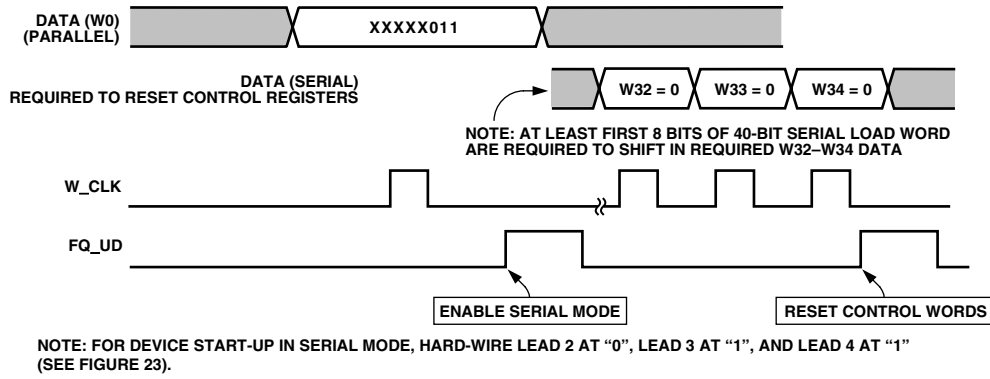 DATA (W0)
(PARALLEL)
XXXXX011
DATA (SERIAL)
REQUIRED TO RESET CONTROL REGISTERS
W32 = 0
W33 = 0
W34 = 0
NOTE: AT LEAST FIRST 8 BITS OF 40-BIT SERIAL LOAD WORD
ARE REQUIRED TO SHIFT IN REQUIRED W32–W34 DATA
W_CLK
FQ_UD
ENABLE SERIAL MODE
RESET CONTROL WORDS
NOTE: FOR DEVICE START-UP IN SERIAL MODE, HARD-WIRE LEAD 2 AT “0”, LEAD 3 AT “1”, AND LEAD 4 AT “1”
(SEE FIGURE 23).